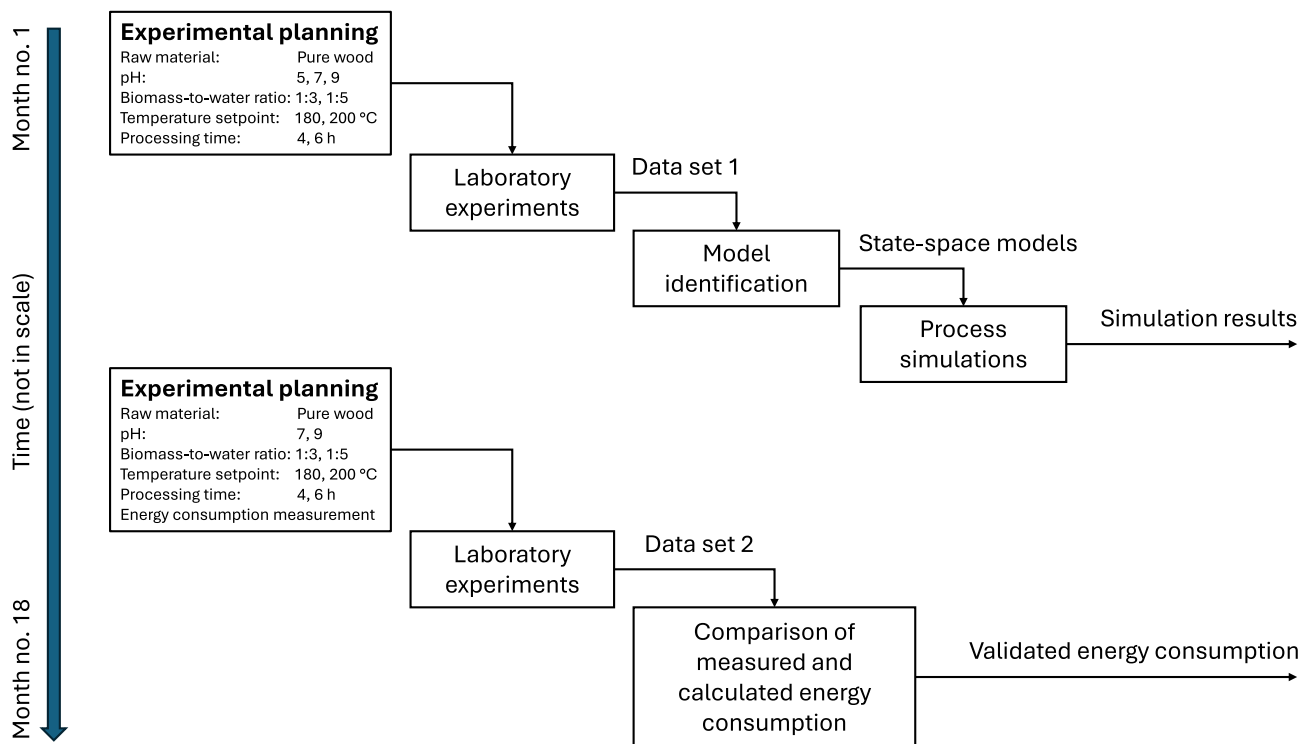 Month no. 1
Time (not in scale)
Month no. 18
Experimental planning
Raw material: Pure wood
pH: 5, 7, 9
Biomass-to-water ratio: 1:3, 1:5
Temperature setpoint: 180, 200 °C
Processing time: 4, 6 h
Laboratory
experiments
Data set 1
Model
identification
State-space models
Process
simulations
Simulation results
Experimental planning
Raw material: Pure wood
pH: 7, 9
Biomass-to-water ratio: 1:3, 1:5
Temperature setpoint: 180, 200 °C
Processing time: 4, 6 h
Energy consumption measurement
Laboratory
experiments
Data set 2
Comparison of
measured and
calculated energy
consumption
Validated energy consumption